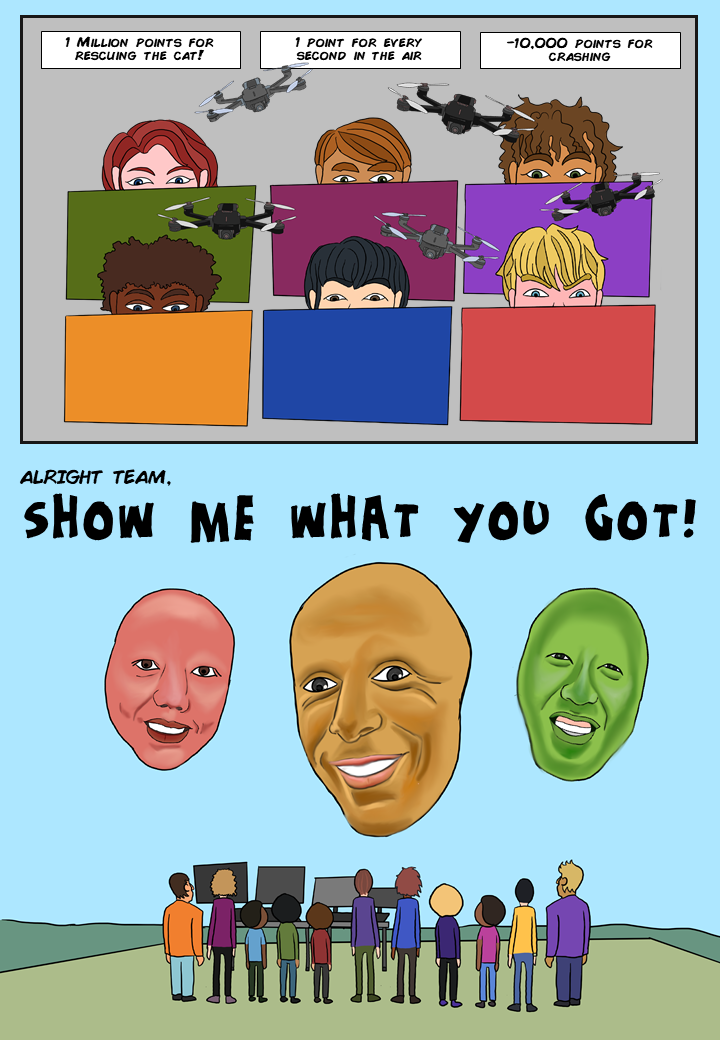 1 Million points for
rescuing the cat!
1 point for every
second in the air
-10,000 points for
crashing
Alright team,
Show me what you got!